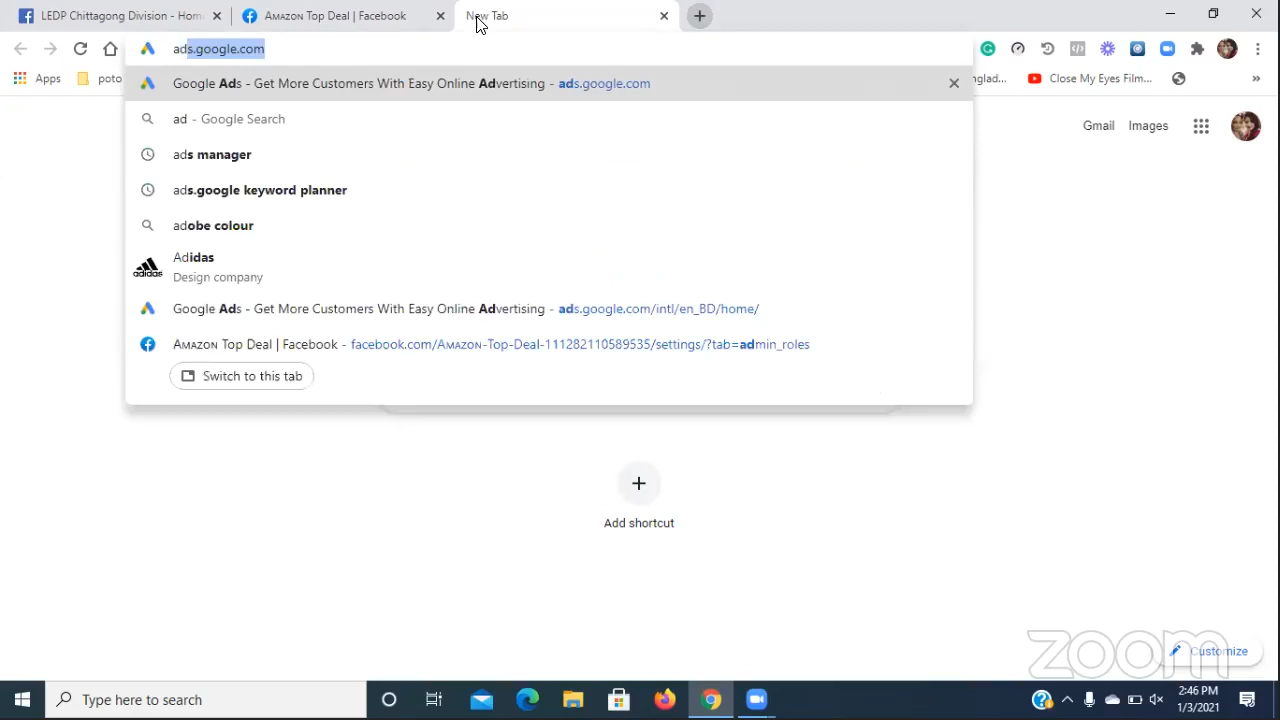 LEDP Chittagong Division - Hom
Amazon Top Deal | Facebook
New Tab
ads.google.com
Apps
poto
nglad...
Close My Eyes Film...
Google Ads - Get More Customers With Easy Online Advertising - ads.google.com
ad - Google Search
ads manager
ads.google keyword planner
adobe colour
adidas
Adidas
Design company
Google Ads - Get More Customers With Easy Online Advertising - ads.google.com/intl/en_BD/home/
Amazon Top Deal | Facebook - facebook.com/Amazon-Top-Deal-111282110589535/settings/?tab=admin_roles
Switch to this tab
Gmail
Images
Add shortcut
zoom
Customize
Type here to search
2:46 PM
1/3/2021